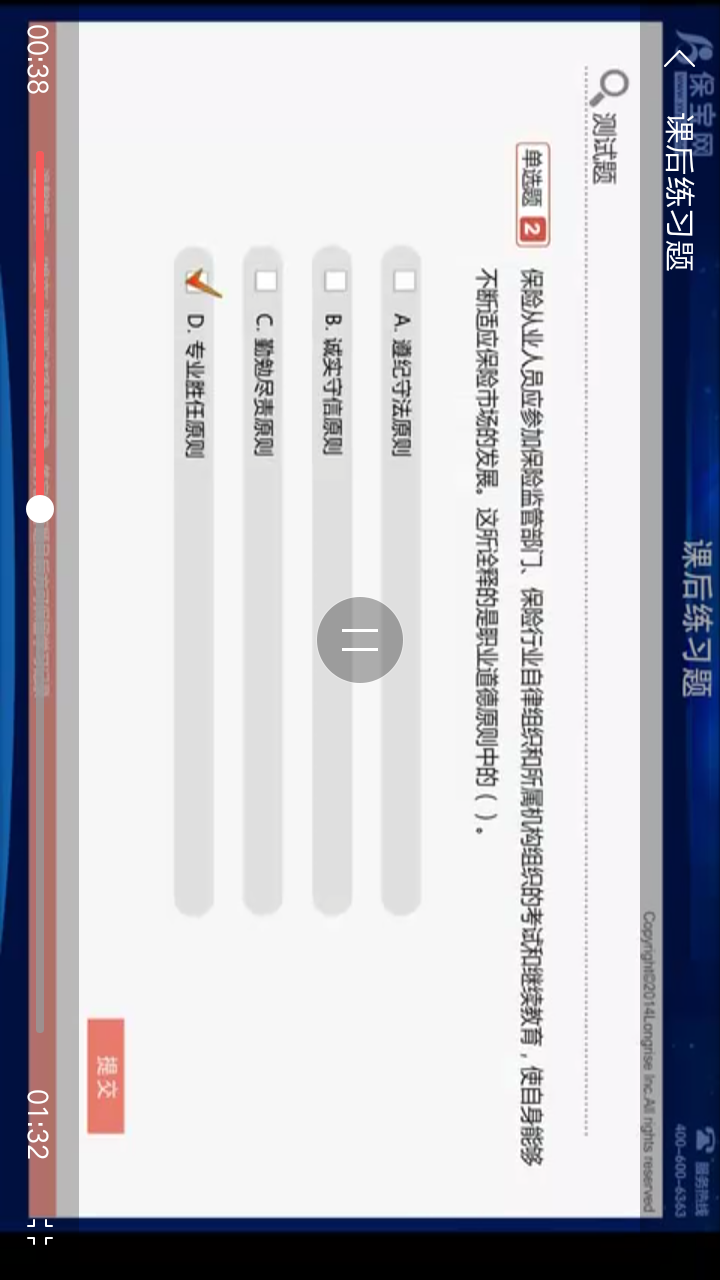 保宝网
课后练习题
课后练习题
服务热线
400-600-6363
Copyright©2014Longrise Inc.All rights reserved
测试题
单选题 2
保险从业人员应参加保险监管部门、保险行业自律组织和所属机构组织的考试和继续教育，使自身能够
不断适应保险市场的发展。这所诠释的是职业道德原则中的（ ）。
A. 遵纪守法原则
B. 诚实守信原则
C. 勤勉尽责原则
D. 专业胜任原则
提交
00:38
01:32